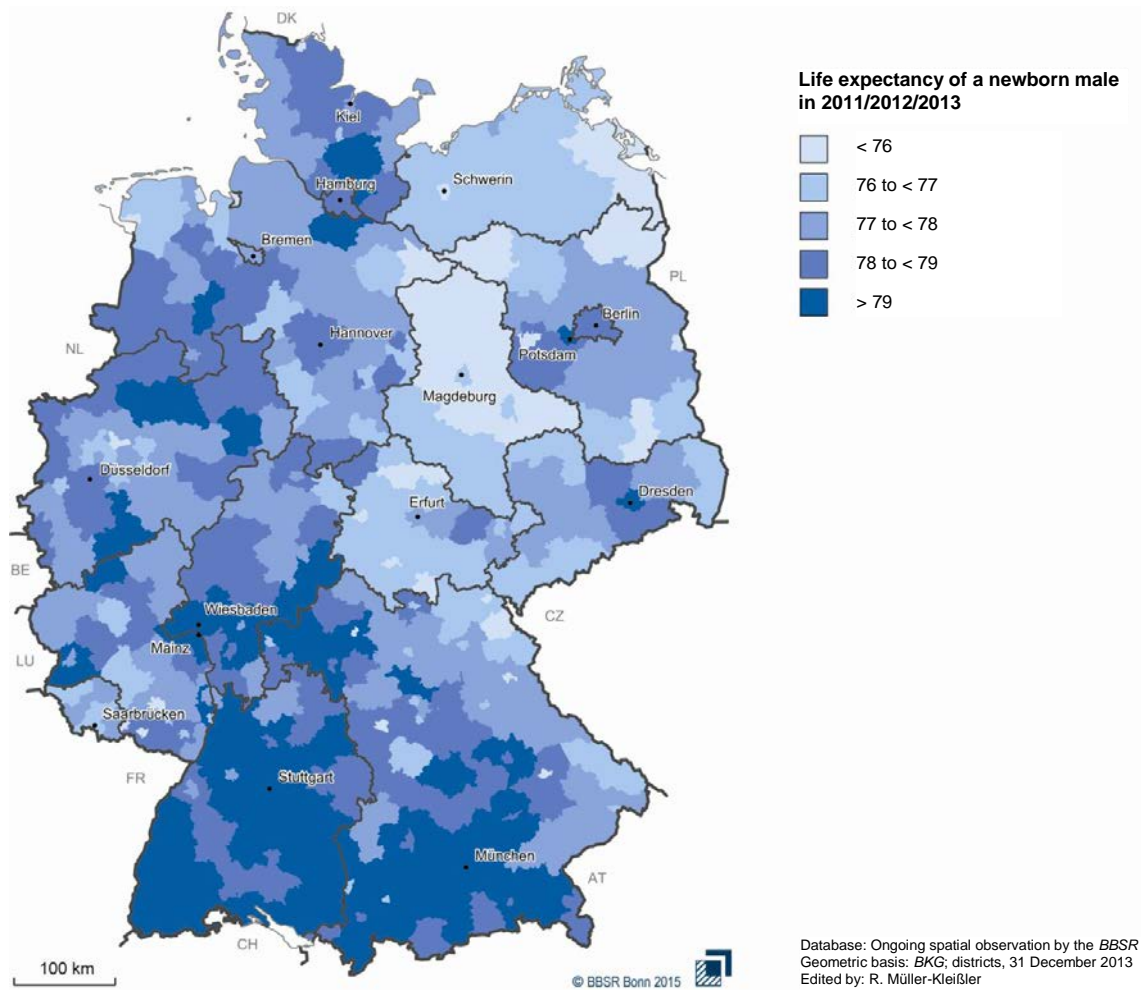 DK
Kiel
Hamburg
Schwerin
Bremen
PL
Berlin
Hannover
NL
Potsdam
Magdeburg
Düsseldorf
Dresden
Erfurt
BE
Wiesbaden
CZ
Mainz
LU
Saarbrücken
FR
Stuttgart
München
AT
CH
100 km
© BBSR Bonn 2015
Life expectancy of a newborn male
in 2011/2012/2013
< 76
76 to < 77
77 to < 78
78 to < 79
> 79
Database: Ongoing spatial observation by the BBSR
Geometric basis: BKG; districts, 31 December 2013
Edited by: R. Müller-Kleißler